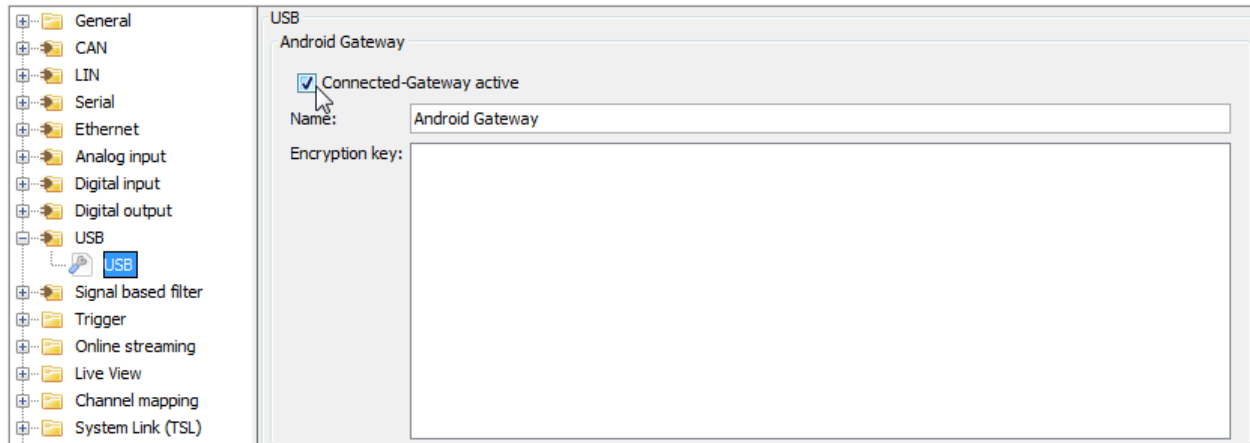 General
CAN
LIN
Serial
Ethernet
Analog input
Digital input
Digital output
USB
USB
Signal based filter
Trigger
Online streaming
Live View
Channel mapping
System Link (TSL)
USB
Android Gateway
Connected-Gateway active
Name: Android Gateway
Encryption key: